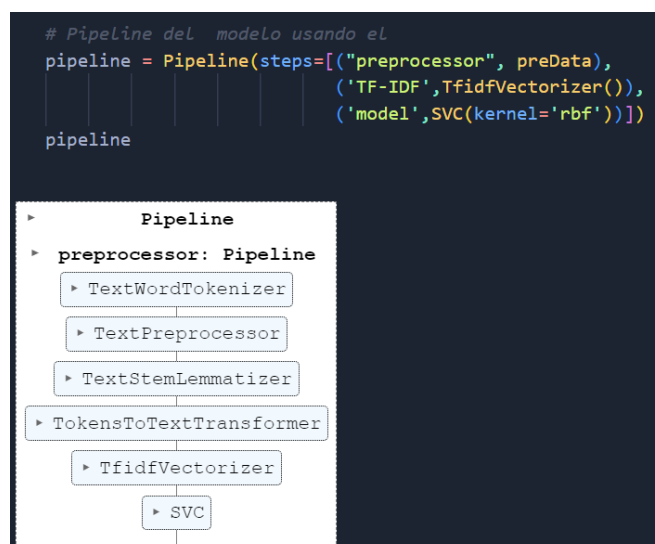 # Pipeline del  modelo usando el
pipeline = Pipeline(steps=[("preprocessor", preData),
('TF-IDF',TfidfVectorizer()),
('model',SVC(kernel='rbf'))])
pipeline
Pipeline
preprocessor: Pipeline
TextWordTokenizer
TextPreprocessor
TextStemLemmatizer
TokensToTextTransformer
TfidfVectorizer
SVC